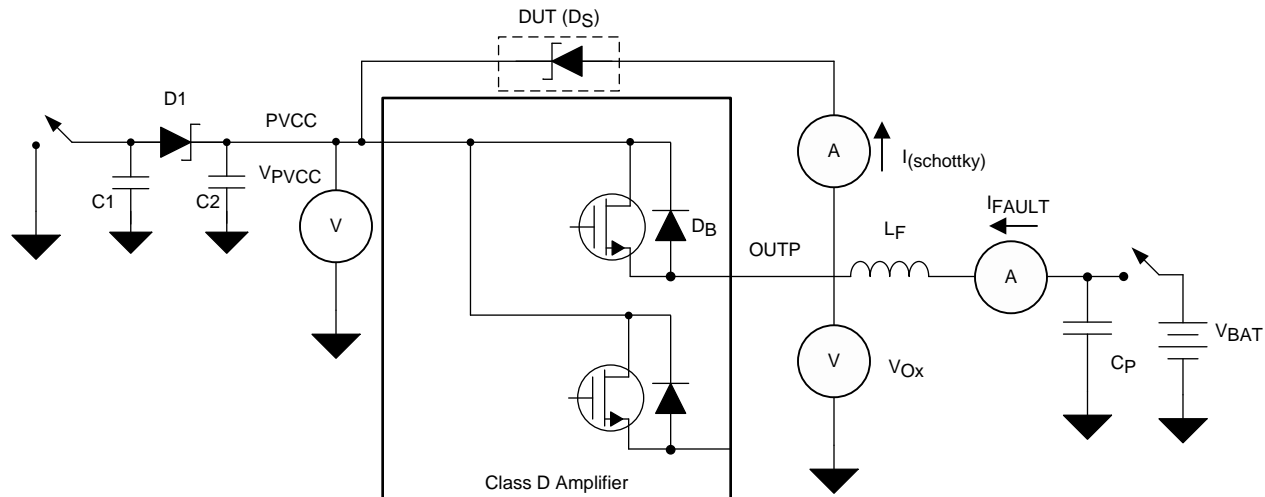 DUT (DS)
D1
PVCC
VPVCC
C1
C2
V
DB
OUTP
A
I(schottky)
IFAULT
LF
A
V
VOx
CP
VBAT
Class D Amplifier